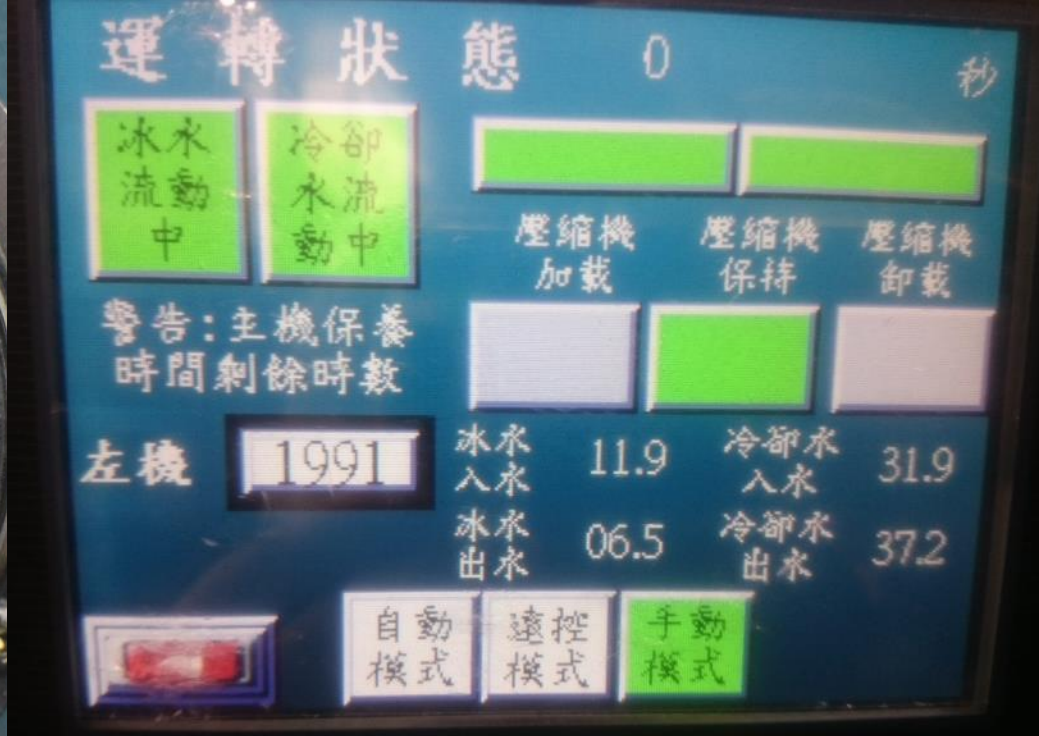 運轉狀態 0 秒
冰水
流動
中
冷卻
水流
動中
壓縮機
加載
壓縮機
保持
壓縮機
卸載
警告:主機保養
時間剩餘時數
左機 1991
冰水
入水
11.9
冷卻水
入水
31.9
冰水
出水
06.5
冷卻水
出水
37.2
自動
模式
遠控
模式
手動
模式